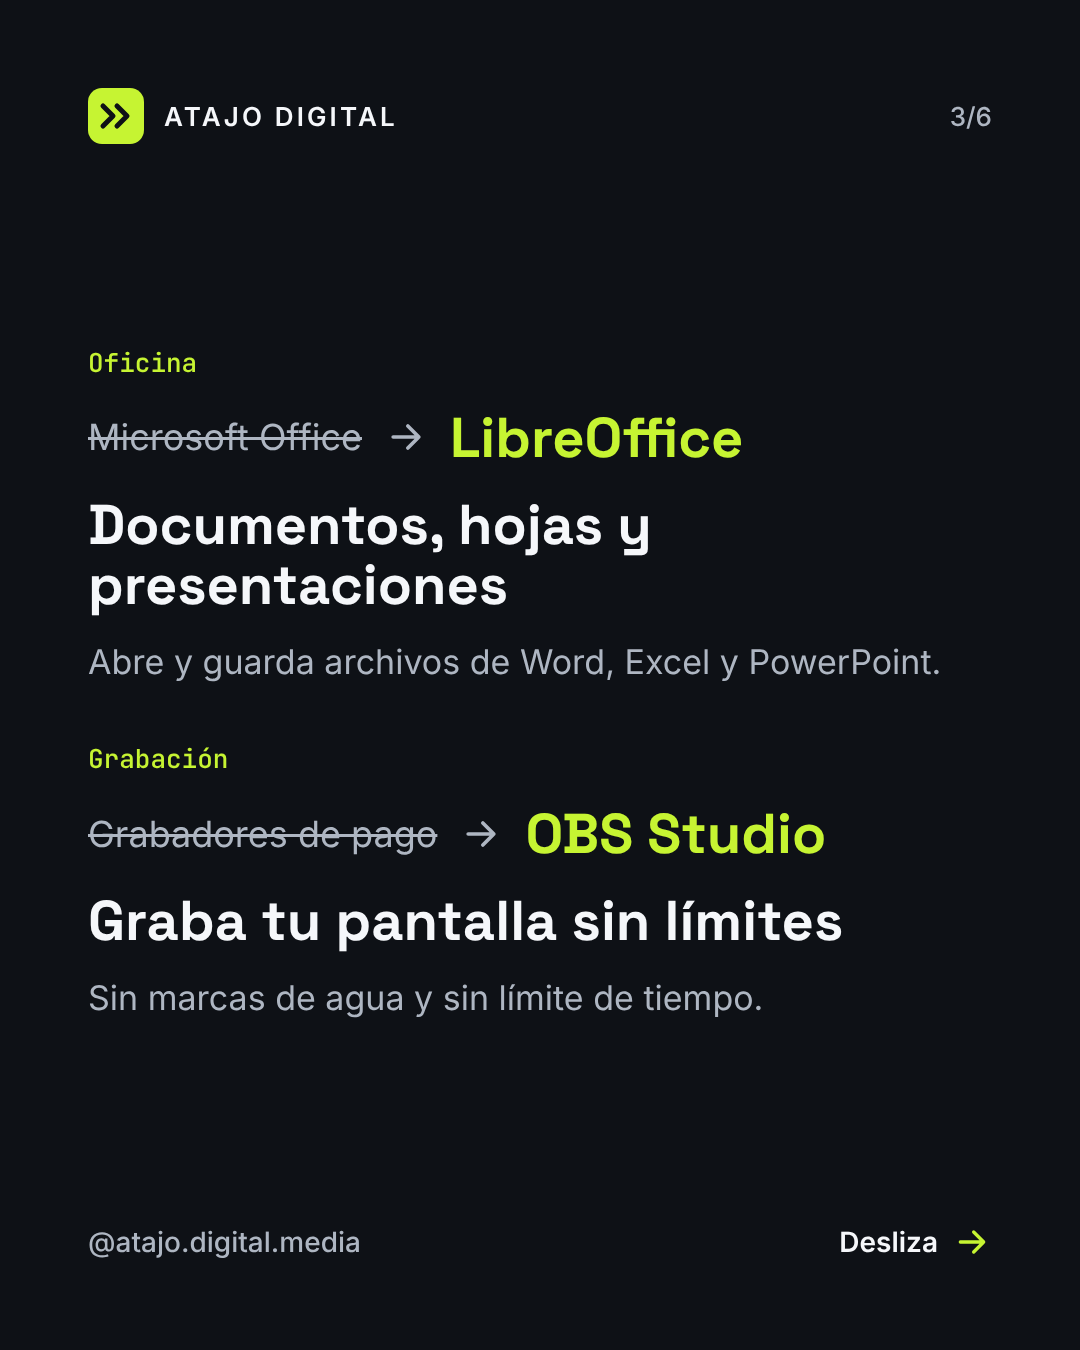 ATAJO DIGITAL
3/6
Oficina
Microsoft Office → LibreOffice
Documentos, hojas y
presentaciones
Abre y guarda archivos de Word, Excel y PowerPoint.
Grabación
Grabadores de pago → OBS Studio
Graba tu pantalla sin límites
Sin marcas de agua y sin límite de tiempo.
@atajo.digital.media
Desliza →